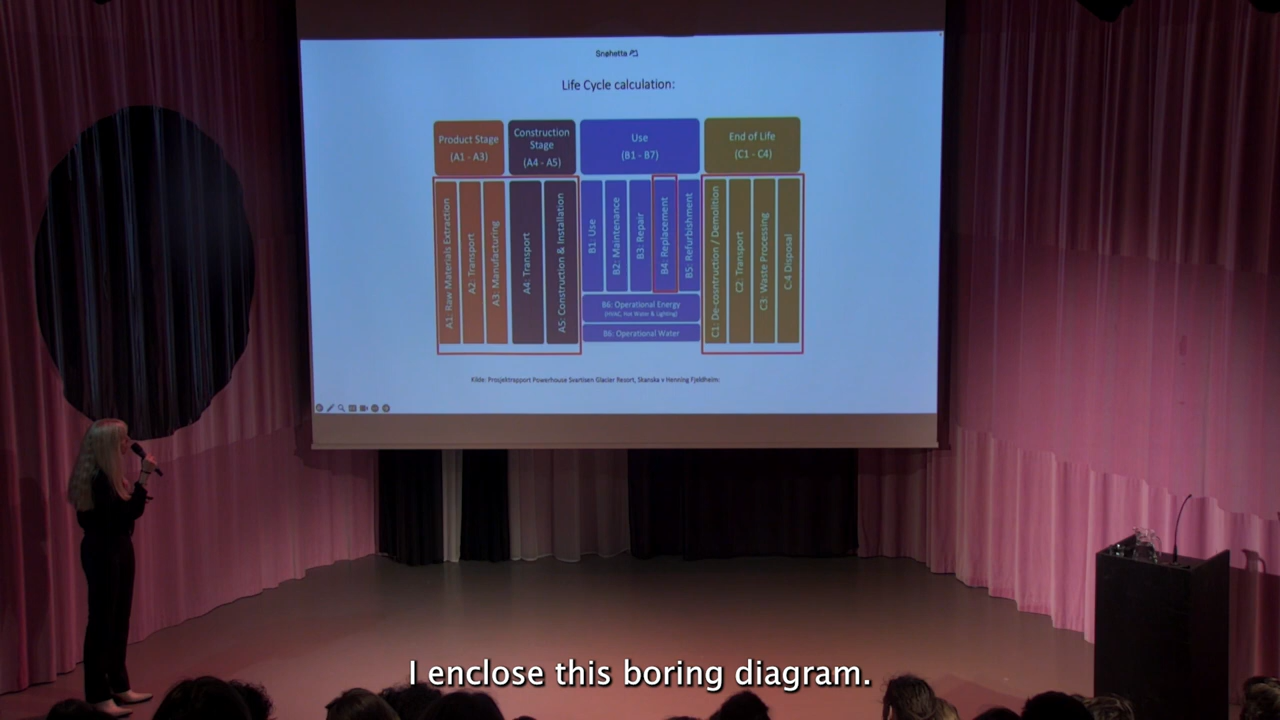 Snøhetta
Life Cycle calculation:
Product Stage
(A1 - A3)
Construction
Stage
(A4 - A5)
Use
(B1 - B7)
End of Life
(C1 - C4)
A1: Raw Materials Extraction
A2: Transport
A3: Manufacturing
A4: Transport
A5: Construction & Installation
B1: Use
B2: Maintenance
B3: Repair
B4: Replacement
B5: Refurbishment
B6: Operational Energy
(HVAC, Hot Water & Lighting)
B6: Operational Water
C1: De-cosntruction / Demolition
C2: Transport
C3: Waste Processing
C:4 Disposal
Kilde: Prosjektrapport Powerhouse Svartisen Glacier Resort, Skanska v Henning Fjeldheim:
I enclose this boring diagram.